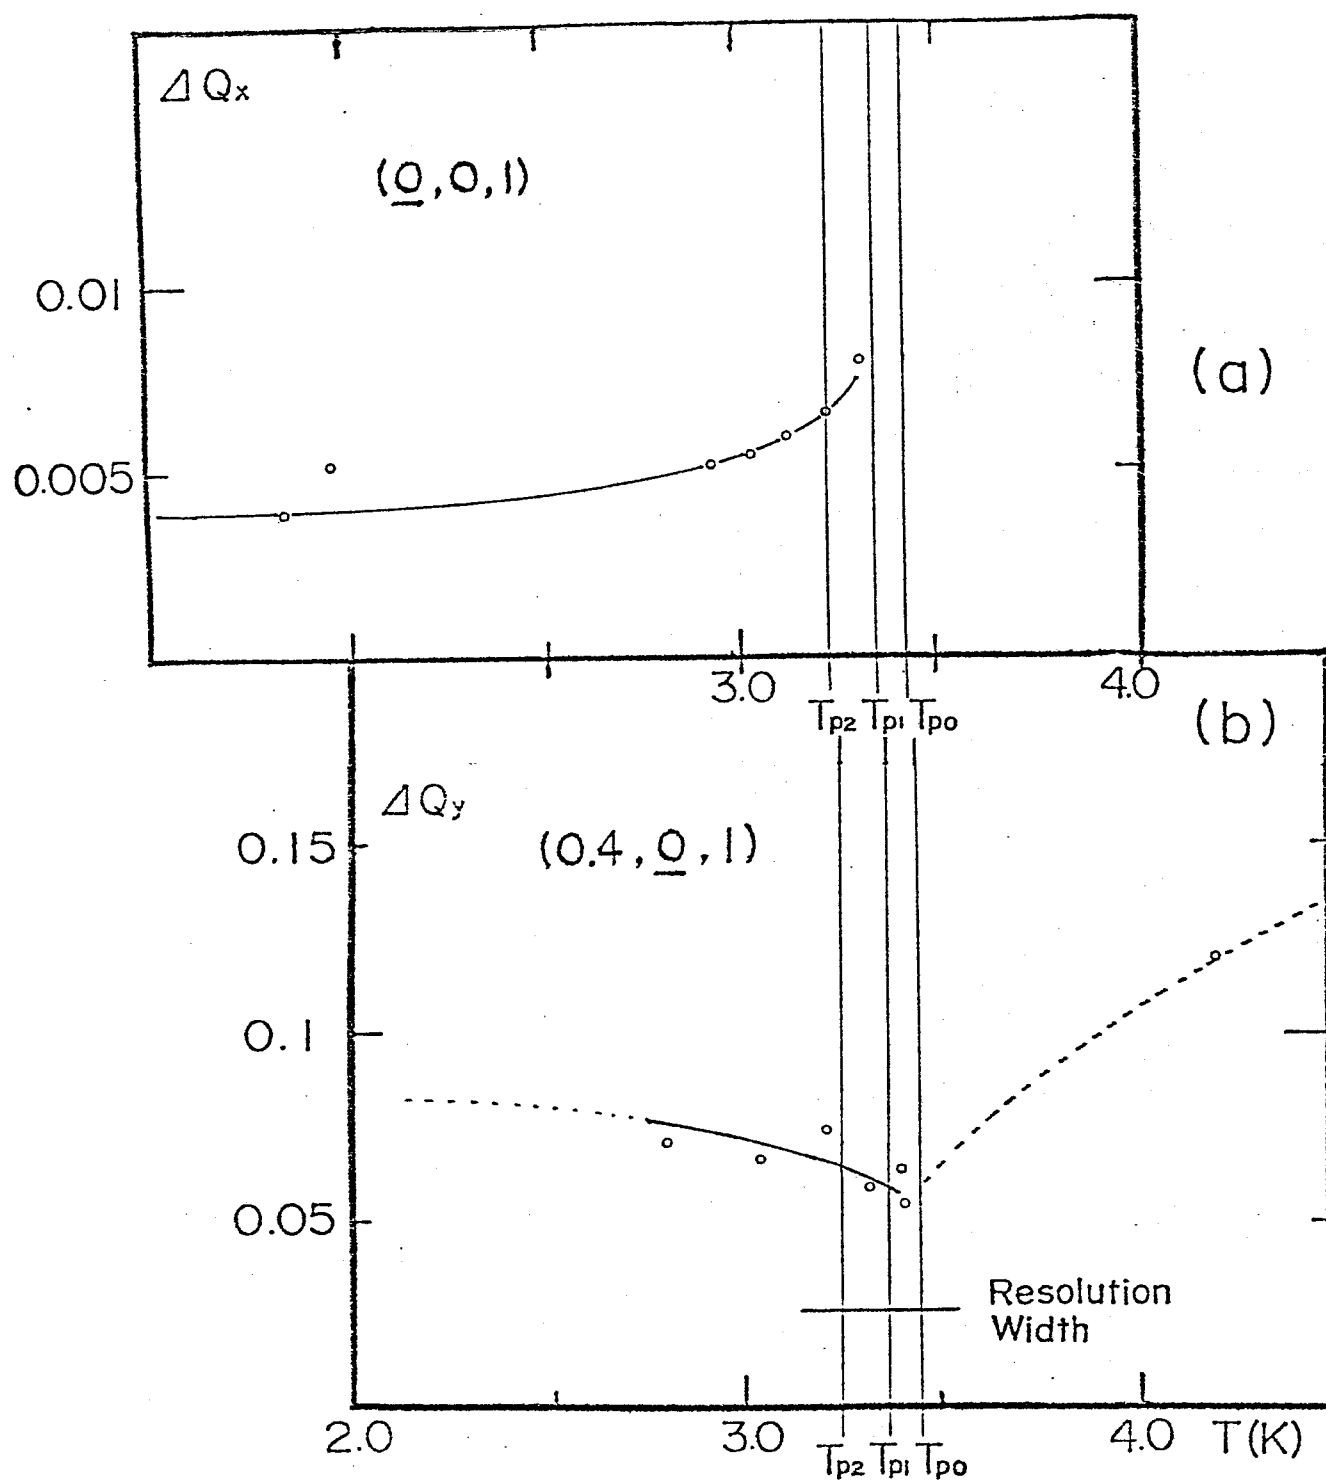 ΔQx
(0,0,1)
0.01
(a)
0.005
3.0
4.0
Tp2 Tp1 Tp0
(b)
ΔQy
0.15
(0.4,0,1)
0.1
0.05
Resolution
Width
2.0
3.0
4.0
T(K)
Tp2 Tp1 Tp0